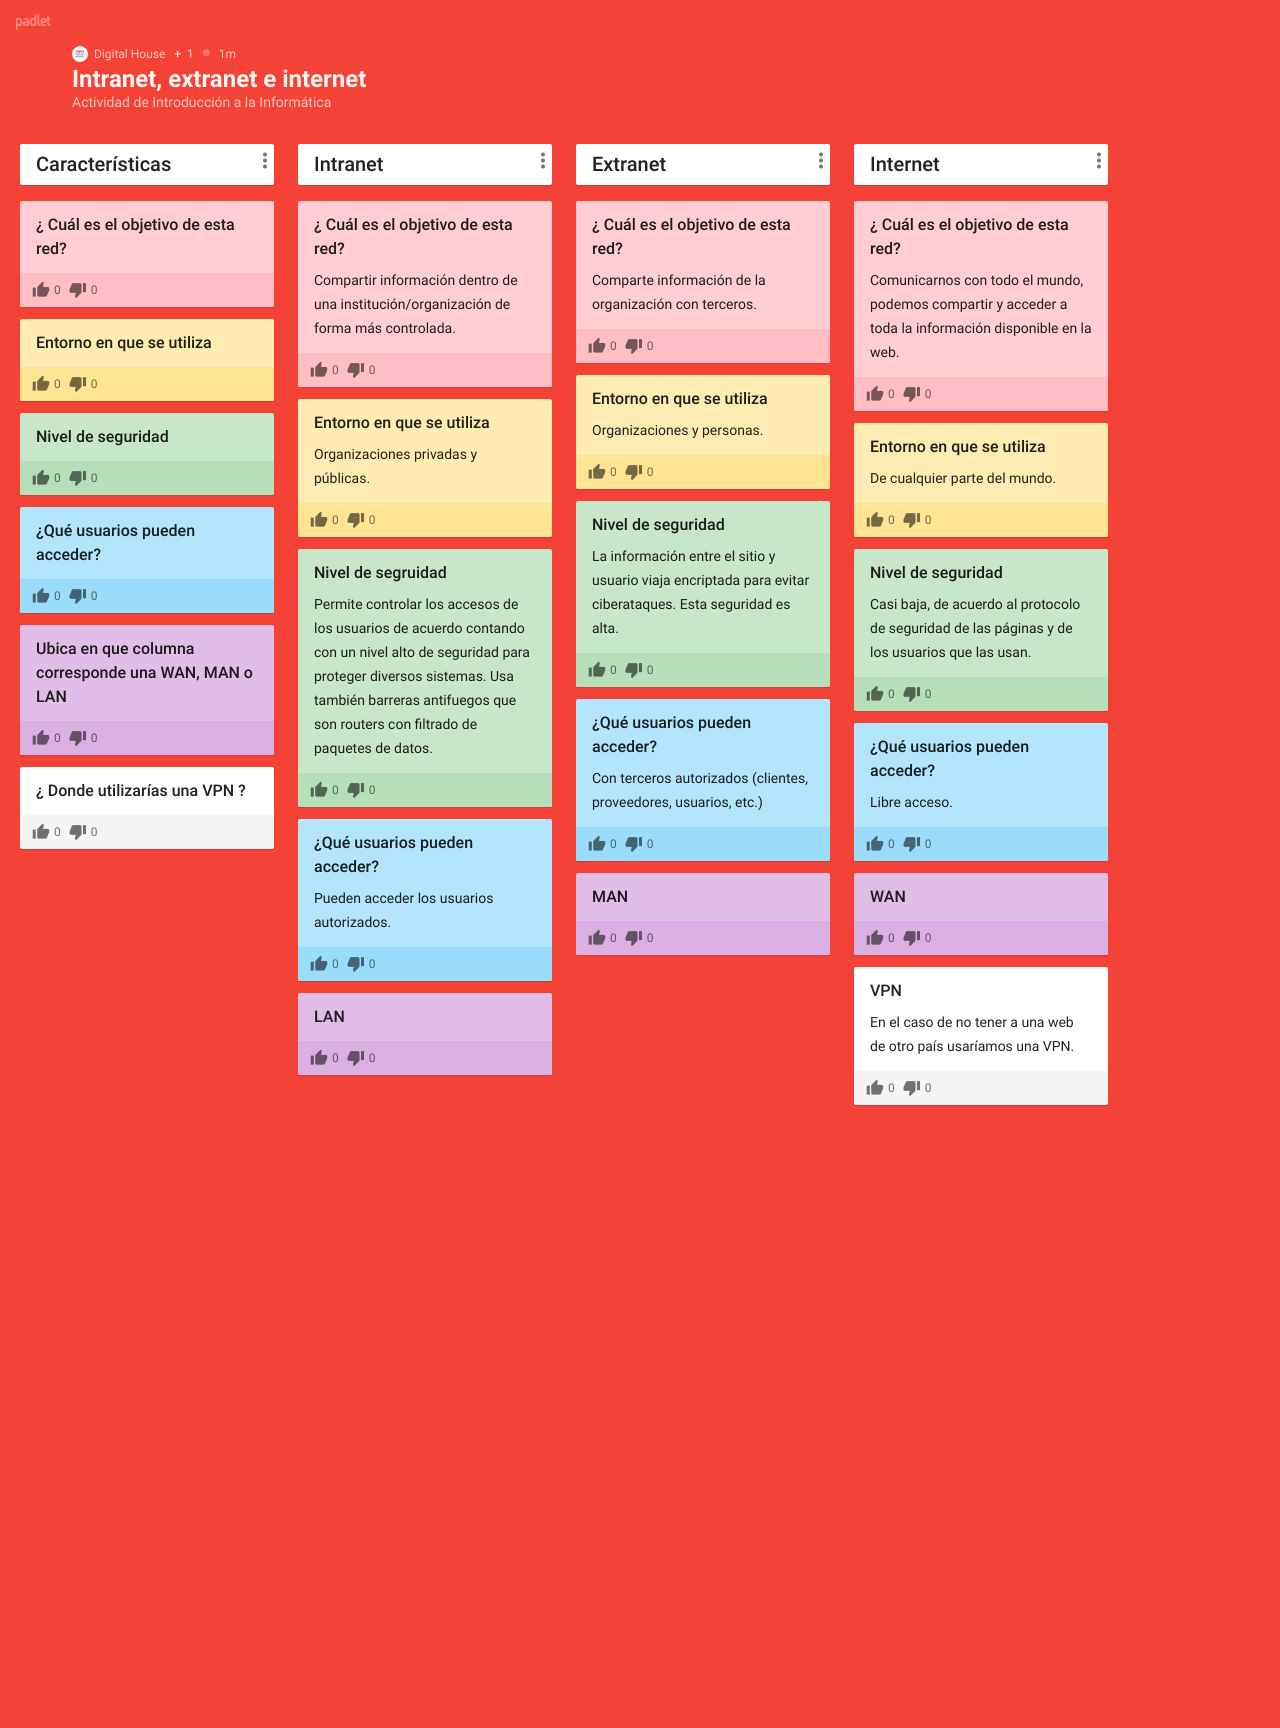 padlet
Digital House + 1 1m
Intranet, extranet e internet
Actividad de Introducción a la Informática
Características
¿ Cuál es el objetivo de esta
red?
0 0
Entorno en que se utiliza
0 0
Nivel de seguridad
0 0
¿Qué usuarios pueden
acceder?
0 0
Ubica en que columna
corresponde una WAN, MAN o
LAN
0 0
¿ Donde utilizarías una VPN ?
0 0
Intranet
¿ Cuál es el objetivo de esta
red?
Compartir información dentro de
una institución/organización de
forma más controlada.
0 0
Entorno en que se utiliza
Organizaciones privadas y
públicas.
0 0
Nivel de segruidad
Permite controlar los accesos de
los usuarios de acuerdo contando
con un nivel alto de seguridad para
proteger diversos sistemas. Usa
también barreras antifuegos que
son routers con filtrado de
paquetes de datos.
0 0
¿Qué usuarios pueden
acceder?
Pueden acceder los usuarios
autorizados.
0 0
LAN
0 0
Extranet
¿ Cuál es el objetivo de esta
red?
Comparte información de la
organización con terceros.
0 0
Entorno en que se utiliza
Organizaciones y personas.
0 0
Nivel de seguridad
La información entre el sitio y
usuario viaja encriptada para evitar
ciberataques. Esta seguridad es
alta.
0 0
¿Qué usuarios pueden
acceder?
Con terceros autorizados (clientes,
proveedores, usuarios, etc.)
0 0
MAN
0 0
Internet
¿ Cuál es el objetivo de esta
red?
Comunicarnos con todo el mundo,
podemos compartir y acceder a
toda la información disponible en la
web.
0 0
Entorno en que se utiliza
De cualquier parte del mundo.
0 0
Nivel de seguridad
Casi baja, de acuerdo al protocolo
de seguridad de las páginas y de
los usuarios que las usan.
0 0
¿Qué usuarios pueden
acceder?
Libre acceso.
0 0
WAN
0 0
VPN
En el caso de no tener a una web
de otro país usaríamos una VPN.
0 0